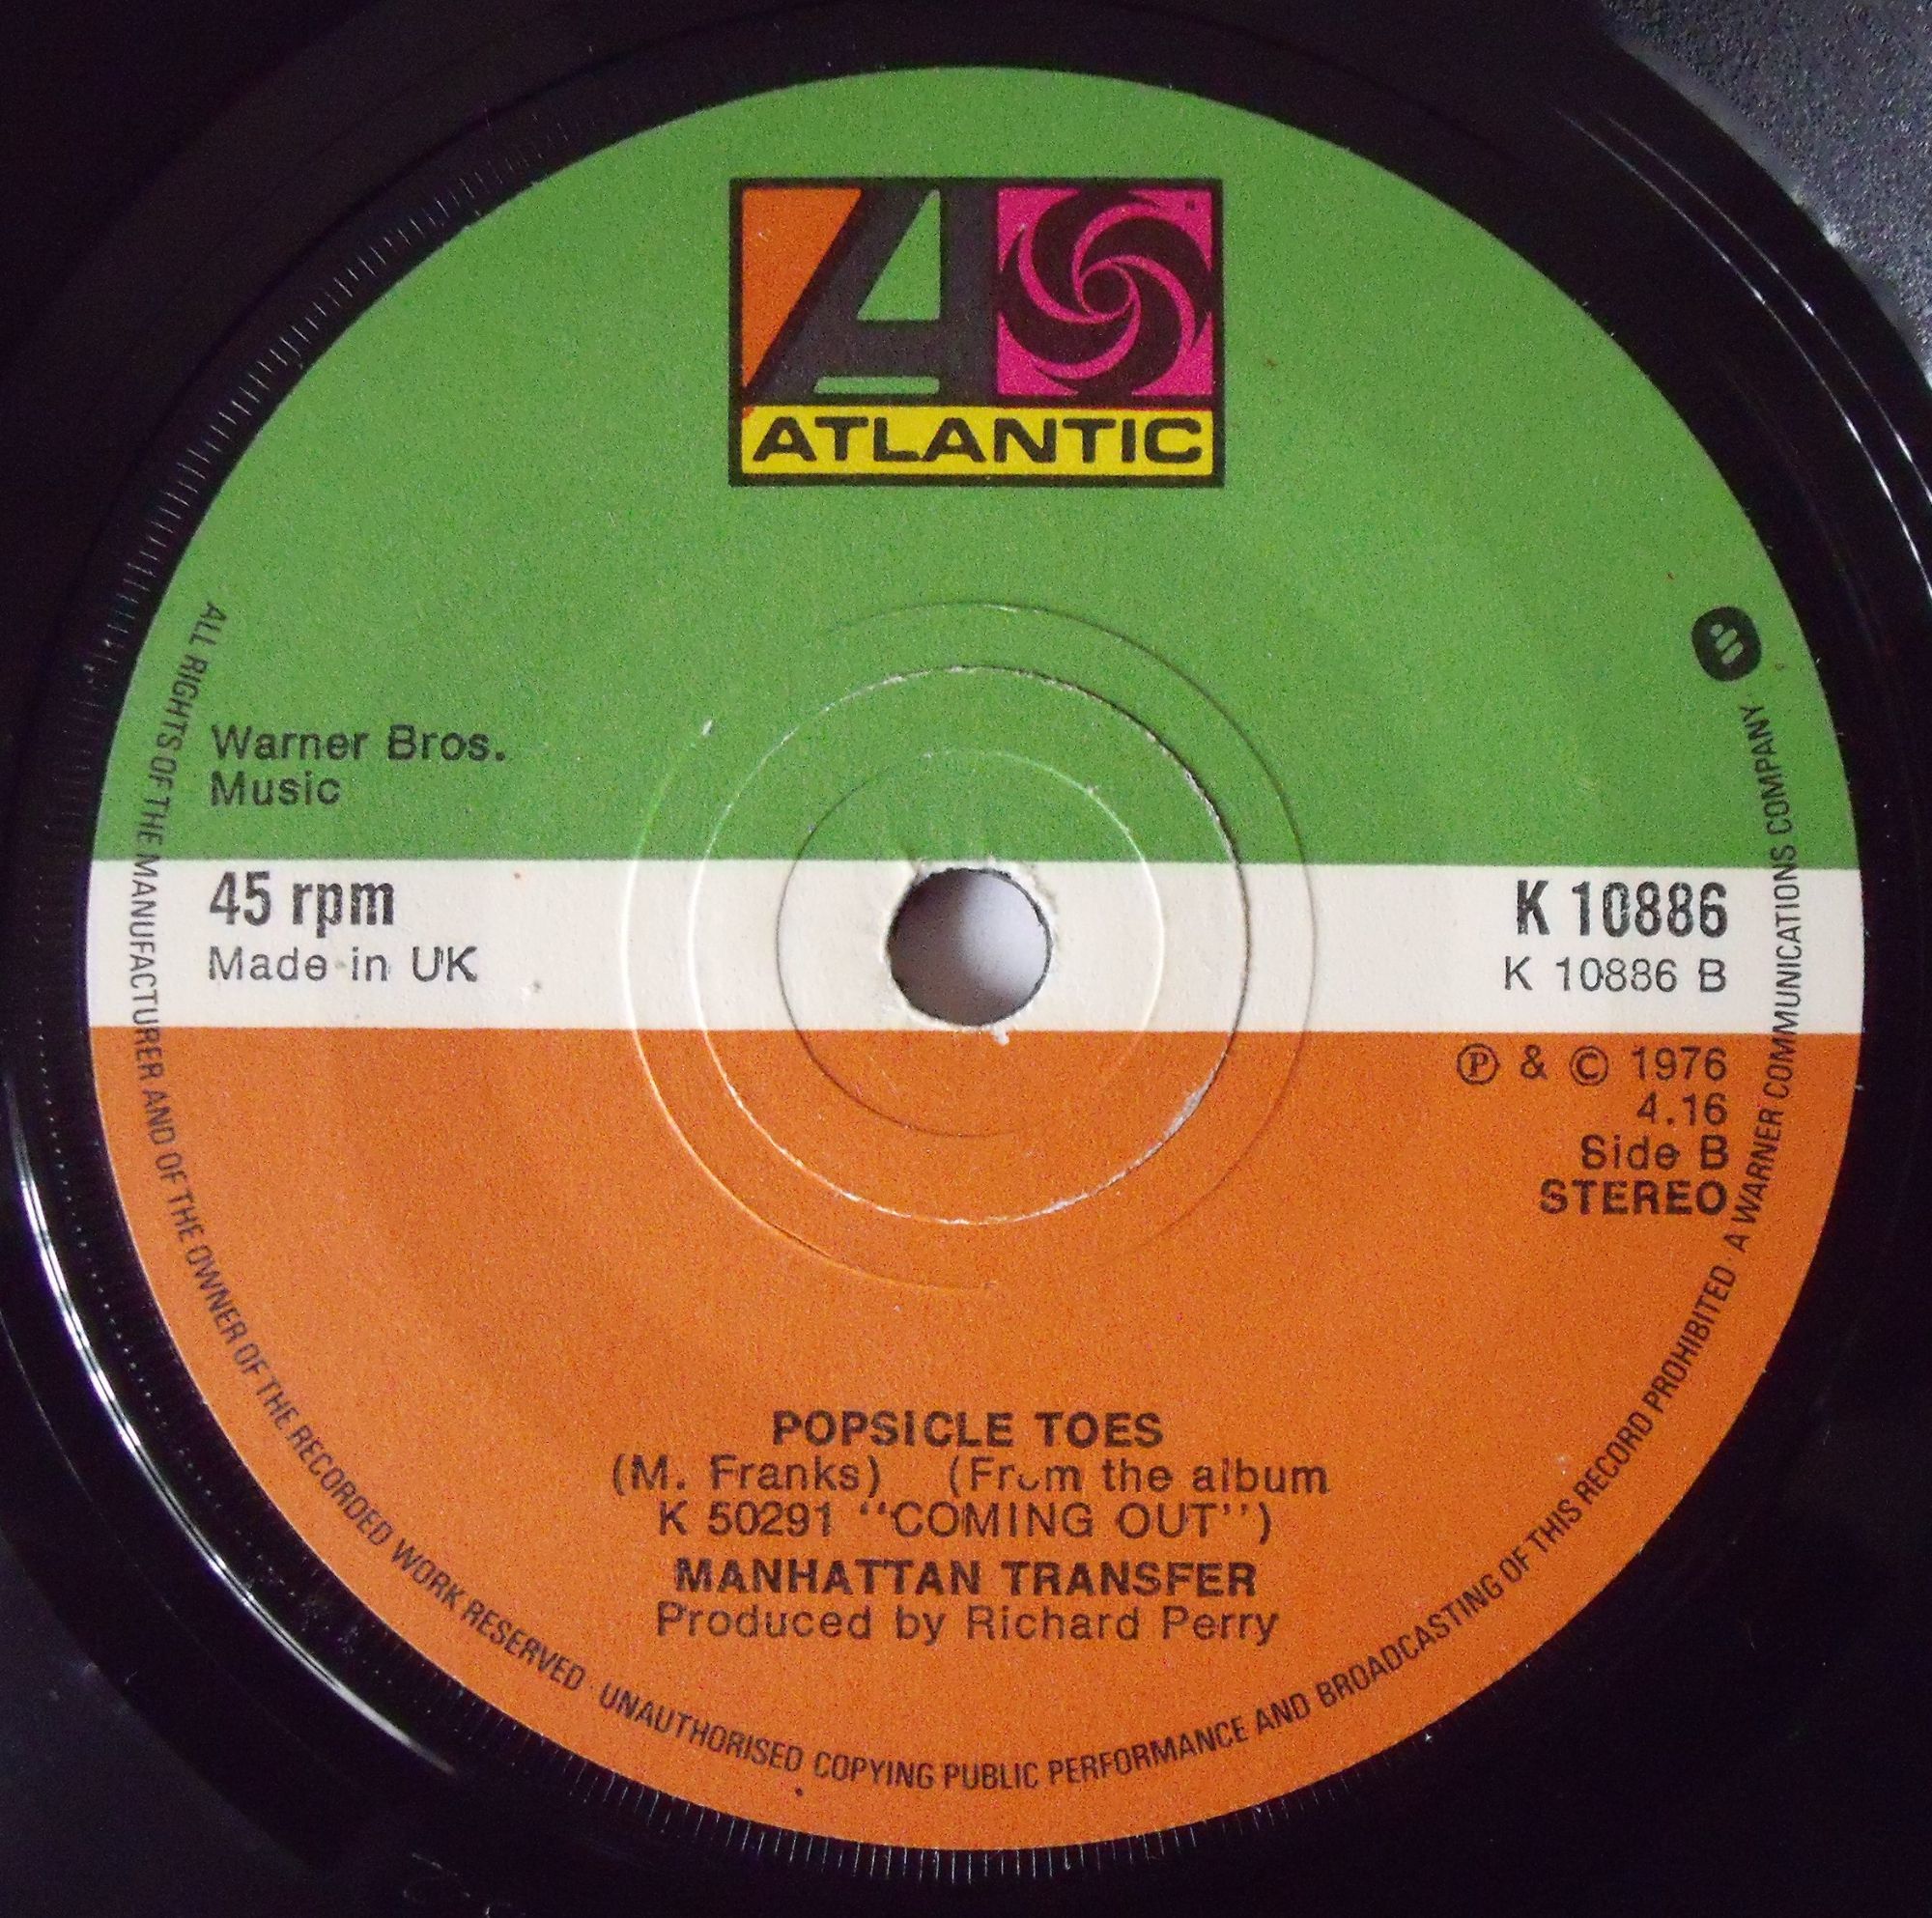 ATLANTIC
Warner Bros.
Music
45 rpm
Made in UK
K 10886
K 10886 B
Ⓟ & © 1976
4.16
Side B
STEREO
POPSICLE TOES
(M. Franks) (From the album
K 50291 "COMING OUT")
MANHATTAN TRANSFER
Produced by Richard Perry
ALL RIGHTS OF THE MANUFACTURER AND OF THE OWNER OF THE RECORDED WORK RESERVED · UNAUTHORISED COPYING PUBLIC PERFORMANCE AND BROADCASTING OF THIS RECORD PROHIBITED A WARNER COMMUNICATIONS COMPANY